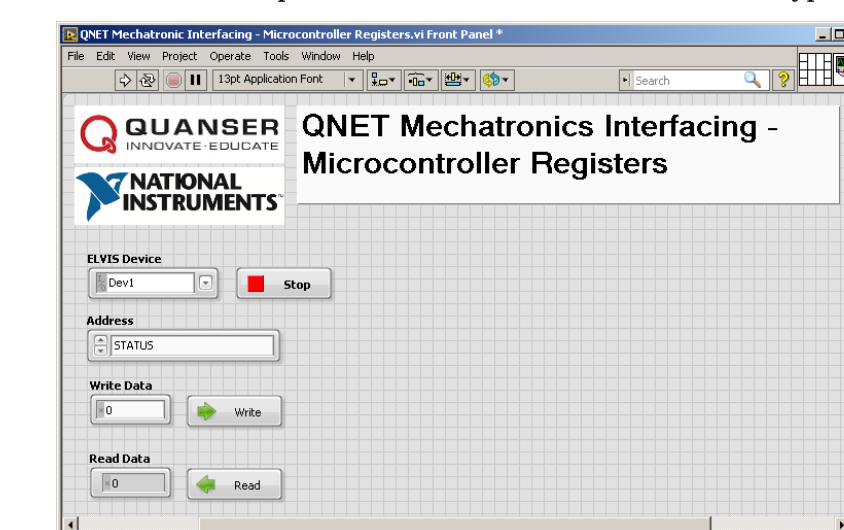 QNET Mechatronic Interfacing - Microcontroller Registers.vi Front Panel *
File Edit View Project Operate Tools Window Help
13pt Application Font
Search
QUANSER
INNOVATE·EDUCATE
QNET Mechatronics Interfacing -
Microcontroller Registers
NATIONAL
INSTRUMENTS™
ELVIS Device
Dev1
Stop
Address
STATUS
Write Data
x 0
Write
Read Data
x 0
Read